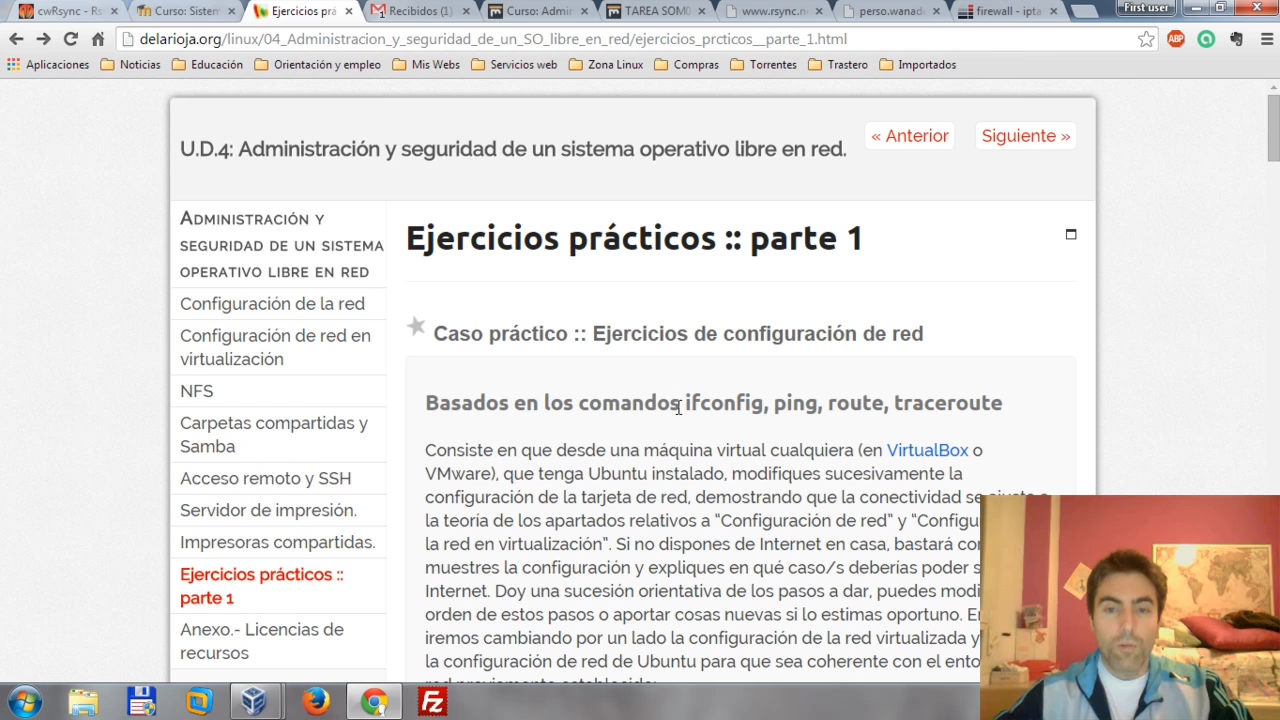 cwRsync - Rs
Curso: Sistem
Ejercicios prá
Recibidos (1)
Curso: Admin
TAREA SOM0
www.rsync.ne
perso.wanad
firewall - ipta
First user
delarioja.org/linux/04_Administracion_y_seguridad_de_un_SO_libre_en_red/ejercicios_prcticos__parte_1.html
ABP
Aplicaciones
Noticias
Educación
Orientación y empleo
Mis Webs
Servicios web
Zona Linux
Compras
Torrentes
Trastero
Importados
U.D.4: Administración y seguridad de un sistema operativo libre en red.
« Anterior
Siguiente »
Administración y
seguridad de un sistema
operativo libre en red
Configuración de la red
Configuración de red en
virtualización
NFS
Carpetas compartidas y
Samba
Acceso remoto y SSH
Servidor de impresión.
Impresoras compartidas.
Ejercicios prácticos ::
parte 1
Anexo.- Licencias de
recursos
Ejercicios prácticos :: parte 1
Caso práctico :: Ejercicios de configuración de red
Basados en los comandos ifconfig, ping, route, traceroute
Consiste en que desde una máquina virtual cualquiera (en VirtualBox o
VMware), que tenga Ubuntu instalado, modifiques sucesivamente la
configuración de la tarjeta de red, demostrando que la conectividad se ajuste a
la teoría de los apartados relativos a "Configuración de red" y "Configu
la red en virtualización". Si no dispones de Internet en casa, bastará con
muestres la configuración y expliques en qué caso/s deberías poder s
Internet. Doy una sucesión orientativa de los pasos a dar, puedes modi
orden de estos pasos o aportar cosas nuevas si lo estimas oportuno. En
iremos cambiando por un lado la configuración de la red virtualizada y
la configuración de red de Ubuntu para que sea coherente con el ento
Fz